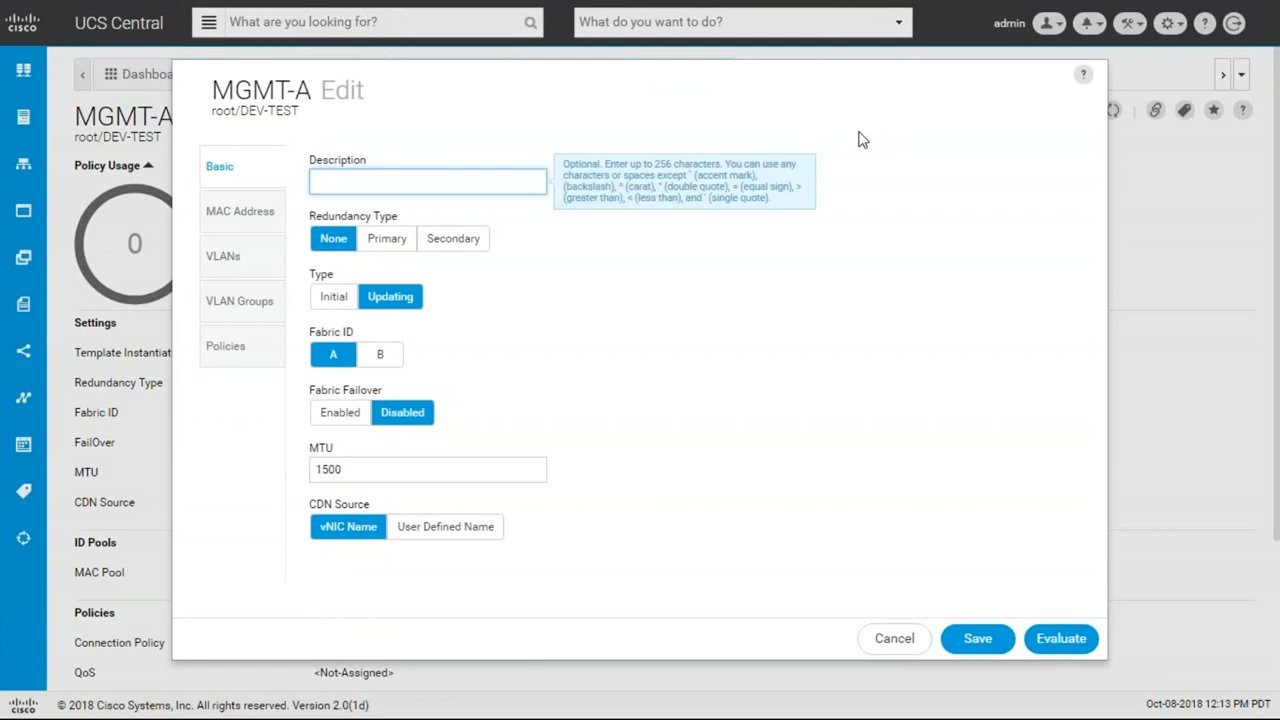 CISCO
UCS Central
What are you looking for?
What do you want to do?
admin
?
Dashboa
MGMT-A
root/DEV-TEST
Policy Usage
0
Settings
Template Instantiat
Redundancy Type
Fabric ID
FailOver
MTU
CDN Source
ID Pools
MAC Pool
Policies
Connection Policy
QoS
<Not-Assigned>
?
MGMT-A Edit
root/DEV-TEST
?
Basic
MAC Address
VLANs
VLAN Groups
Policies
Description
Optional. Enter up to 256 characters. You can use any
characters or spaces except ` (accent mark),
(backslash), ^ (carat), " (double quote), = (equal sign), >
(greater than), < (less than), and ' (single quote).
Redundancy Type
None Primary Secondary
Type
Initial Updating
Fabric ID
A B
Fabric Failover
Enabled Disabled
MTU
1500
CDN Source
vNIC Name User Defined Name
Cancel Save Evaluate
CISCO
© 2018 Cisco Systems, Inc. All rights reserved. Version 2.0(1d)
Oct-08-2018 12:13 PM PDT